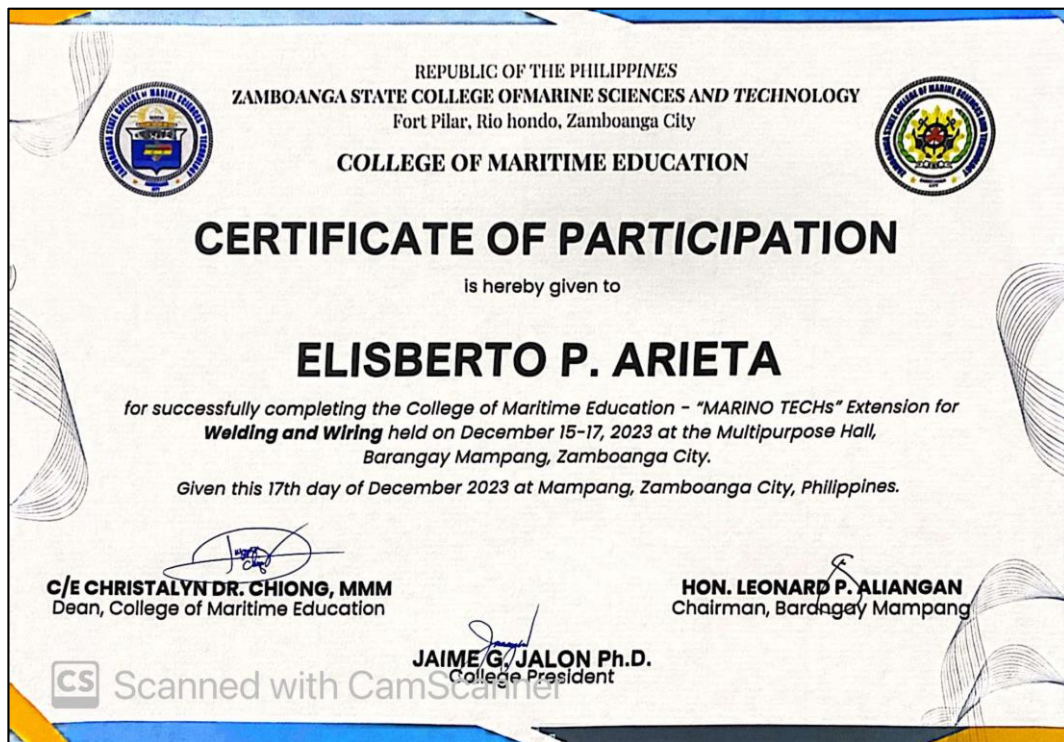 REPUBLIC OF THE PHILIPPINES
ZAMBOANGA STATE COLLEGE OFMARINE SCIENCES AND TECHNOLOGY
Fort Pilar, Rio hondo, Zamboanga City
COLLEGE OF MARITIME EDUCATION
CERTIFICATE OF PARTICIPATION
is hereby given to
ELISBERTO P. ARIETA
for successfully completing the College of Maritime Education - "MARINO TECHs" Extension for
Welding and Wiring held on December 15-17, 2023 at the Multipurpose Hall,
Barangay Mampang, Zamboanga City.
Given this 17th day of December 2023 at Mampang, Zamboanga City, Philippines.
C/E CHRISTALYN DR. CHIONG, MMM
Dean, College of Maritime Education
HON. LEONARD P. ALIANGAN
Chairman, Barangay Mampang
JAIME G. JALON Ph.D.
College President
CS Scanned with CamScanner